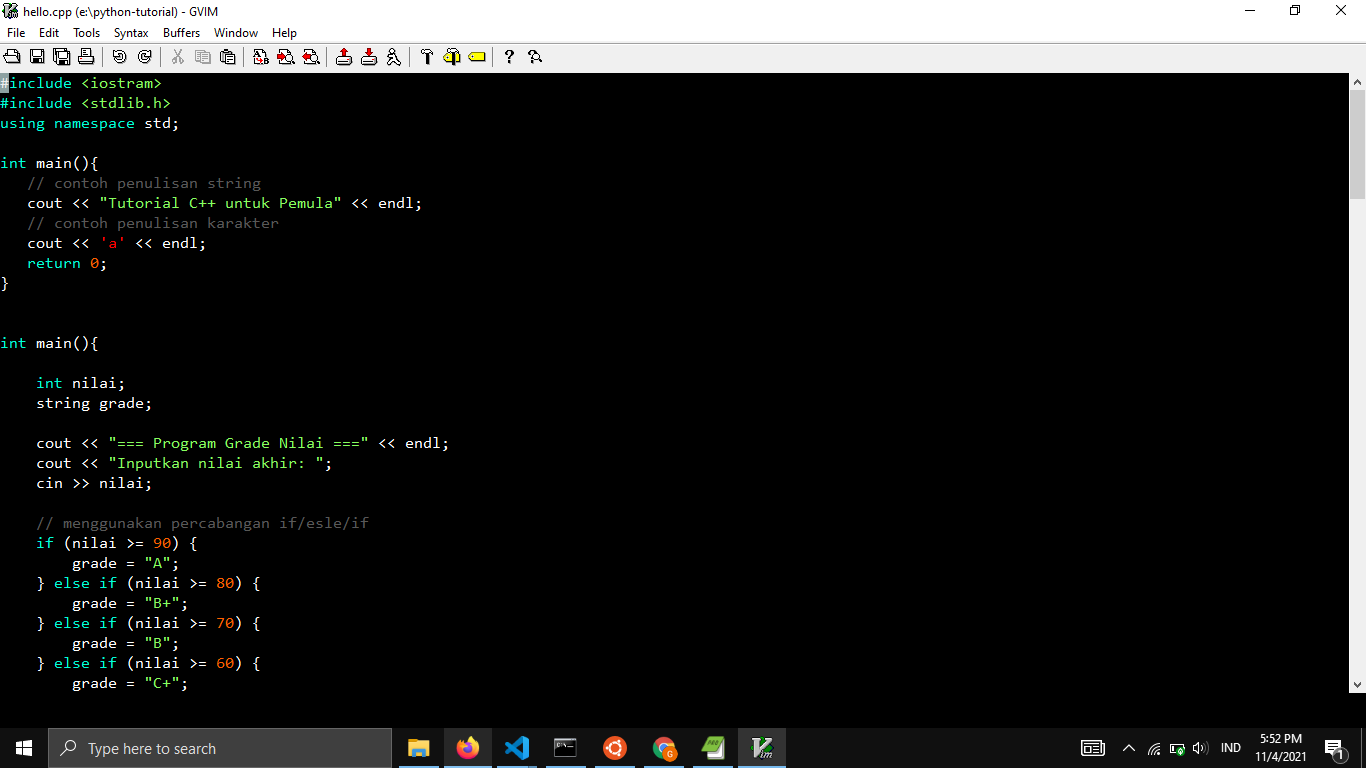 hello.cpp (e:\python-tutorial) - GVIM
File Edit Tools Syntax Buffers Window Help
#include <iostram>
#include <stdlib.h>
using namespace std;
int main(){
// contoh penulisan string
cout << "Tutorial C++ untuk Pemula" << endl;
// contoh penulisan karakter
cout << 'a' << endl;
return 0;
}
int main(){
int nilai;
string grade;
cout << "=== Program Grade Nilai ===" << endl;
cout << "Inputkan nilai akhir: ";
cin >> nilai;
// menggunakan percabangan if/esle/if
if (nilai >= 90) {
grade = "A";
} else if (nilai >= 80) {
grade = "B+";
} else if (nilai >= 70) {
grade = "B";
} else if (nilai >= 60) {
grade = "C+";
Type here to search
IND
5:52 PM
11/4/2021
1